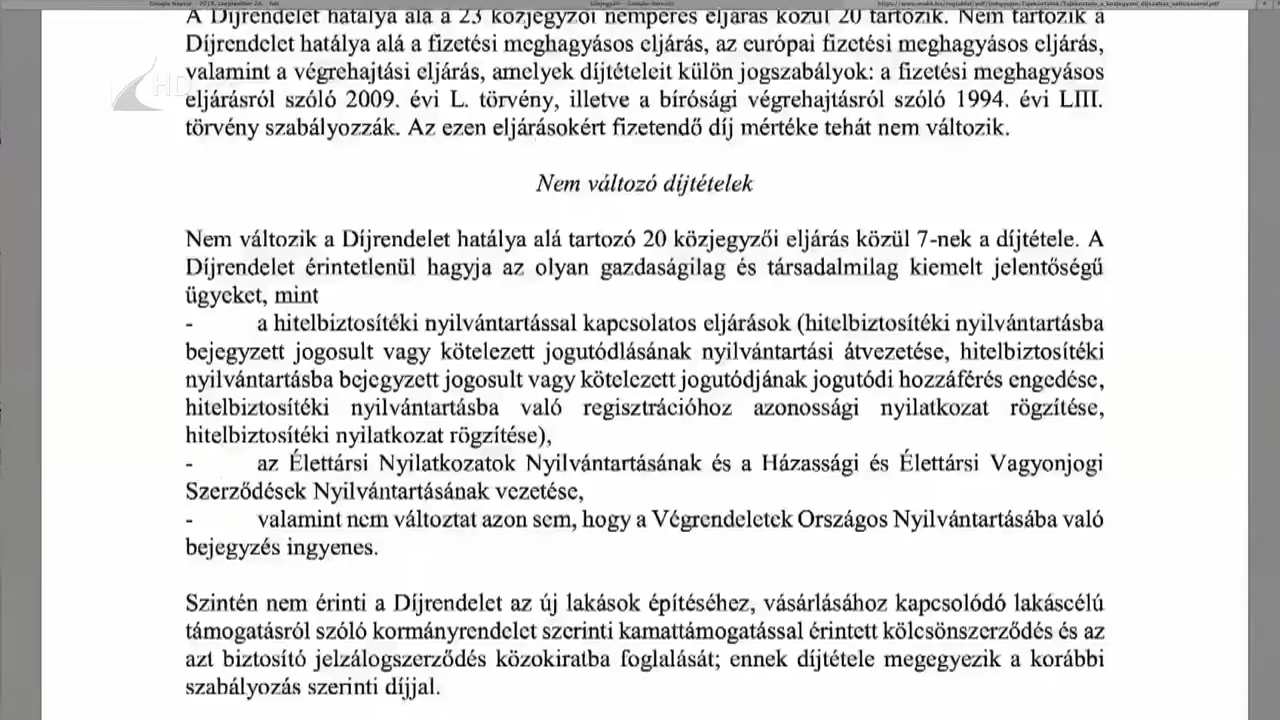 A Díjrendelet hatálya alá a 23 közjegyzői nemperes eljárás közül 20 tartozik. Nem tartozik a
Díjrendelet hatálya alá a fizetési meghagyásos eljárás, az európai fizetési meghagyásos eljárás,
valamint a végrehajtási eljárás, amelyek díjtételeit külön jogszabályok: a fizetési meghagyásos
HD
eljárásról szóló 2009. évi L. törvény, illetve a bírósági végrehajtásról szóló 1994. évi LIII.
törvény szabályozzák. Az ezen eljárásokért fizetendő díj mértéke tehát nem változik.
Nem változó díjtételek
Nem változik a Díjrendelet hatálya alá tartozó 20 közjegyzői eljárás közül 7-nek a díjtétele. A
Díjrendelet érintetlenül hagyja az olyan gazdaságilag és társadalmilag kiemelt jelentőségű
ügyeket, mint
- a hitelbiztosítéki nyilvántartással kapcsolatos eljárások (hitelbiztosítéki nyilvántartásba
bejegyzett jogosult vagy kötelezett jogutódlásának nyilvántartási átvezetése, hitelbiztosítéki
nyilvántartásba bejegyzett jogosult vagy kötelezett jogutódjának jogutódi hozzáférés engedése,
hitelbiztosítéki nyilvántartásba való regisztrációhoz azonossági nyilatkozat rögzítése,
hitelbiztosítéki nyilatkozat rögzítése),
- az Élettársi Nyilatkozatok Nyilvántartásának és a Házassági és Élettársi Vagyonjogi
Szerződések Nyilvántartásának vezetése,
- valamint nem változtat azon sem, hogy a Végrendeletek Országos Nyilvántartásába való
bejegyzés ingyenes.
Szintén nem érinti a Díjrendelet az új lakások építéséhez, vásárlásához kapcsolódó lakáscélú
támogatásról szóló kormányrendelet szerinti kamattámogatással érintett kölcsönszerződés és az
azt biztosító jelzálogszerződés közokiratba foglalását; ennek díjtétele megegyezik a korábbi
szabályozás szerinti díjjal.